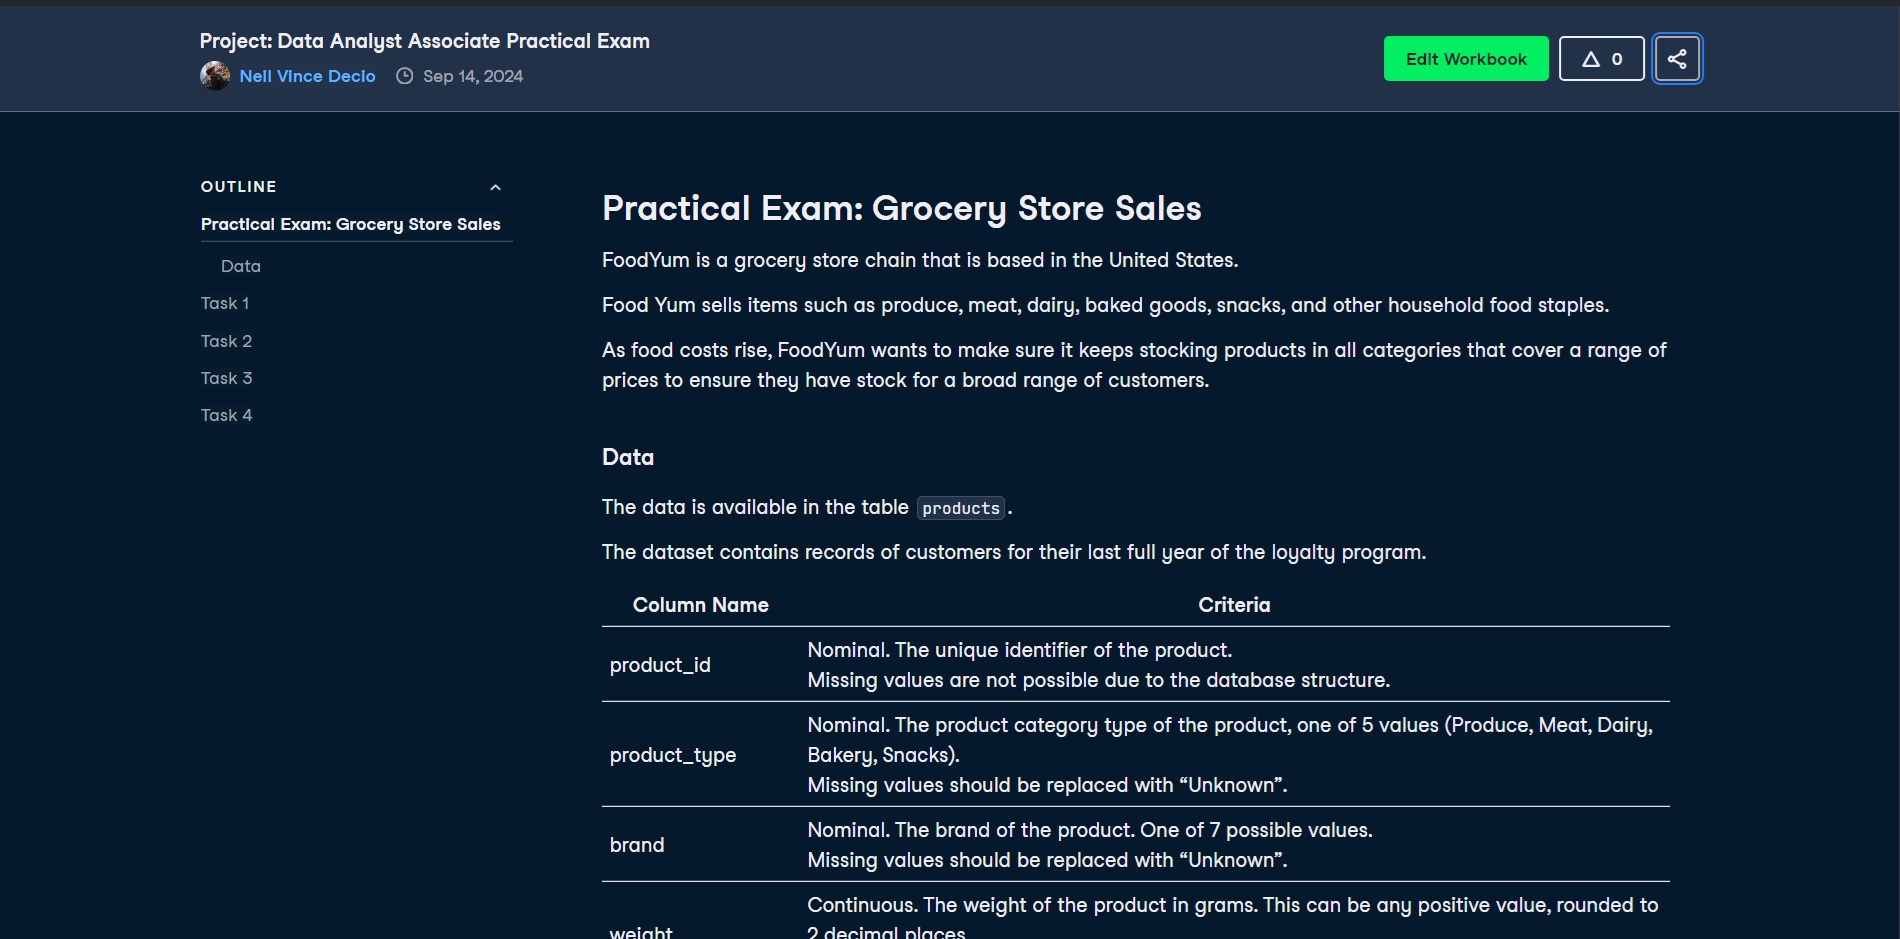 Project: Data Analyst Associate Practical Exam
Neil Vince Decio
Sep 14, 2024
Edit Workbook
0
OUTLINE
Practical Exam: Grocery Store Sales
Data
Task 1
Task 2
Task 3
Task 4
Practical Exam: Grocery Store Sales
FoodYum is a grocery store chain that is based in the United States.
Food Yum sells items such as produce, meat, dairy, baked goods, snacks, and other household food staples.
As food costs rise, FoodYum wants to make sure it keeps stocking products in all categories that cover a range of
prices to ensure they have stock for a broad range of customers.
Data
The data is available in the table products.
The dataset contains records of customers for their last full year of the loyalty program.
Column Name Criteria
product_id
Nominal. The unique identifier of the product.
Missing values are not possible due to the database structure.
product_type
Nominal. The product category type of the product, one of 5 values (Produce, Meat, Dairy,
Bakery, Snacks).
Missing values should be replaced with “Unknown”.
brand
Nominal. The brand of the product. One of 7 possible values.
Missing values should be replaced with “Unknown”.
weight
Continuous. The weight of the product in grams. This can be any positive value, rounded to
2 decimal places